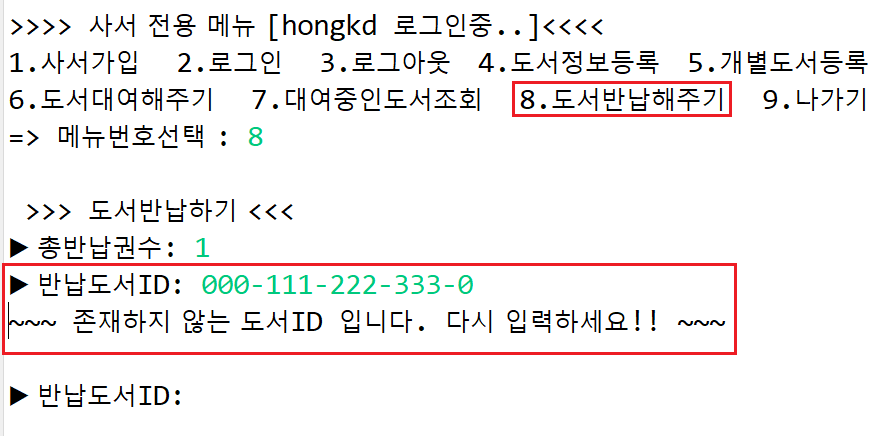 >>>> 사서 전용 메뉴 [hongkd 로그인중..]<<<<
1.사서가입 2.로그인 3.로그아웃 4.도서정보등록 5.개별도서등록
6.도서대여해주기 7.대여중인도서조회 8.도서반납해주기 9.나가기
=> 메뉴번호선택 : 8
>>> 도서반납하기 <<<
▶ 총반납권수: 1
▶ 반납도서ID: 000-111-222-333-0
~~~ 존재하지 않는 도서ID 입니다. 다시 입력하세요!! ~~~
▶ 반납도서ID: